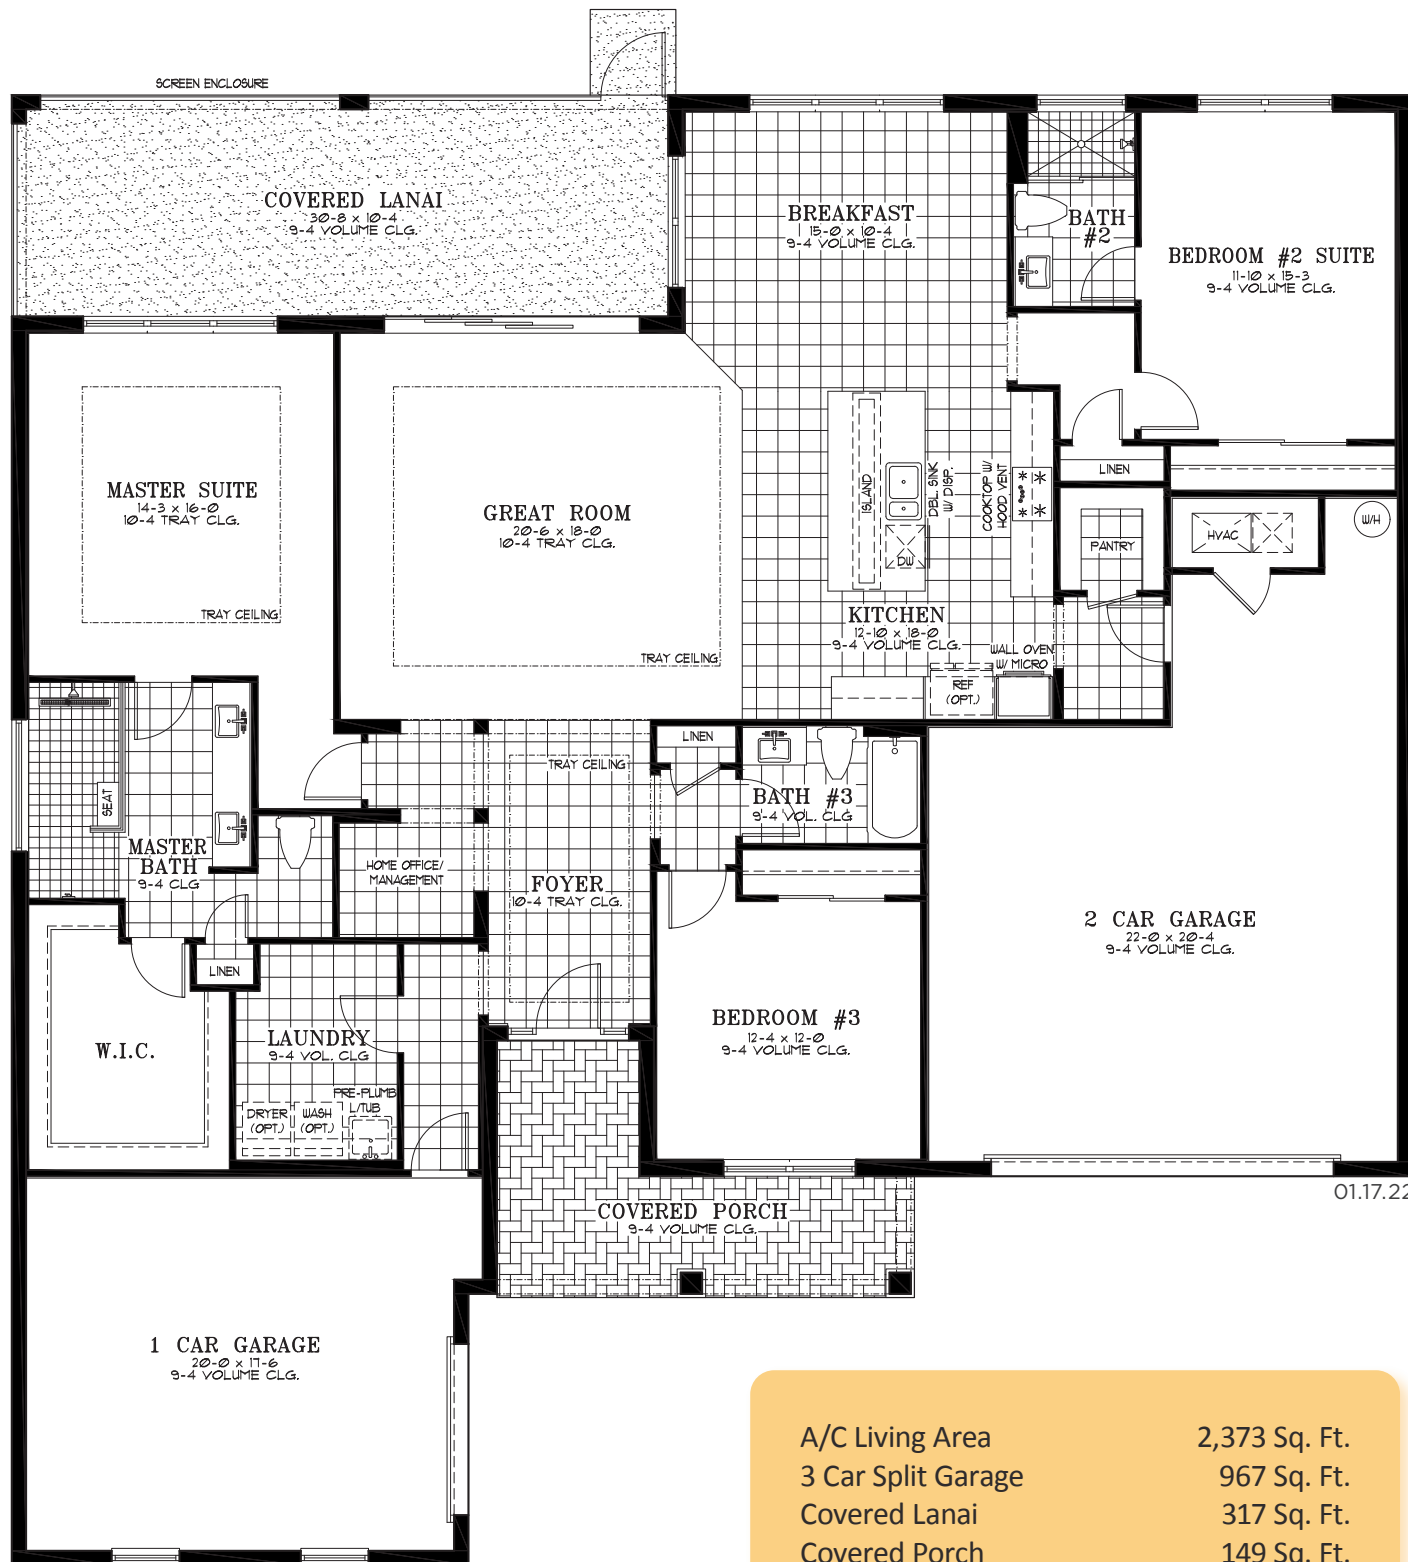 SCREEN ENCLOSURE
COVERED LANAI
30-8 x 10-4
9-4 VOLUME CLG.
BREAKFAST
15-0 x 10-4
9-4 VOLUME CLG.
BATH
#2
BEDROOM #2 SUITE
11-10 x 15-3
9-4 VOLUME CLG.
MASTER SUITE
14-3 x 16-0
10-4 TRAY CLG.
TRAY CEILING
GREAT ROOM
20-6 x 18-0
10-4 TRAY CLG.
TRAY CEILING
ISLAND
DBL. SINK
W/ DISP.
DW
COOKTOP W/
HOOD VENT
LINEN
PANTRY
HVAC
W/H
KITCHEN
12-10 x 18-0
9-4 VOLUME CLG.
WALL OVEN
W/ MICRO
REF
(OPT.)
SEAT
MASTER
BATH
9-4 CLG
HOME OFFICE/
MANAGEMENT
TRAY CEILING
FOYER
10-4 TRAY CLG.
LINEN
BATH #3
9-4 VOL. CLG
2 CAR GARAGE
22-0 x 20-4
9-4 VOLUME CLG.
LINEN
W.I.C.
LAUNDRY
9-4 VOL. CLG
PRE-PLUMB
L/TUB
DRYER
(OPT.)
WASH
(OPT.)
BEDROOM #3
12-4 x 12-0
9-4 VOLUME CLG.
01.17.22
COVERED PORCH
9-4 VOLUME CLG.
1 CAR GARAGE
20-0 x 17-6
9-4 VOLUME CLG.
A/C Living Area 2,373 Sq. Ft.
3 Car Split Garage 967 Sq. Ft.
Covered Lanai 317 Sq. Ft.
Covered Porch 149 Sq. Ft.